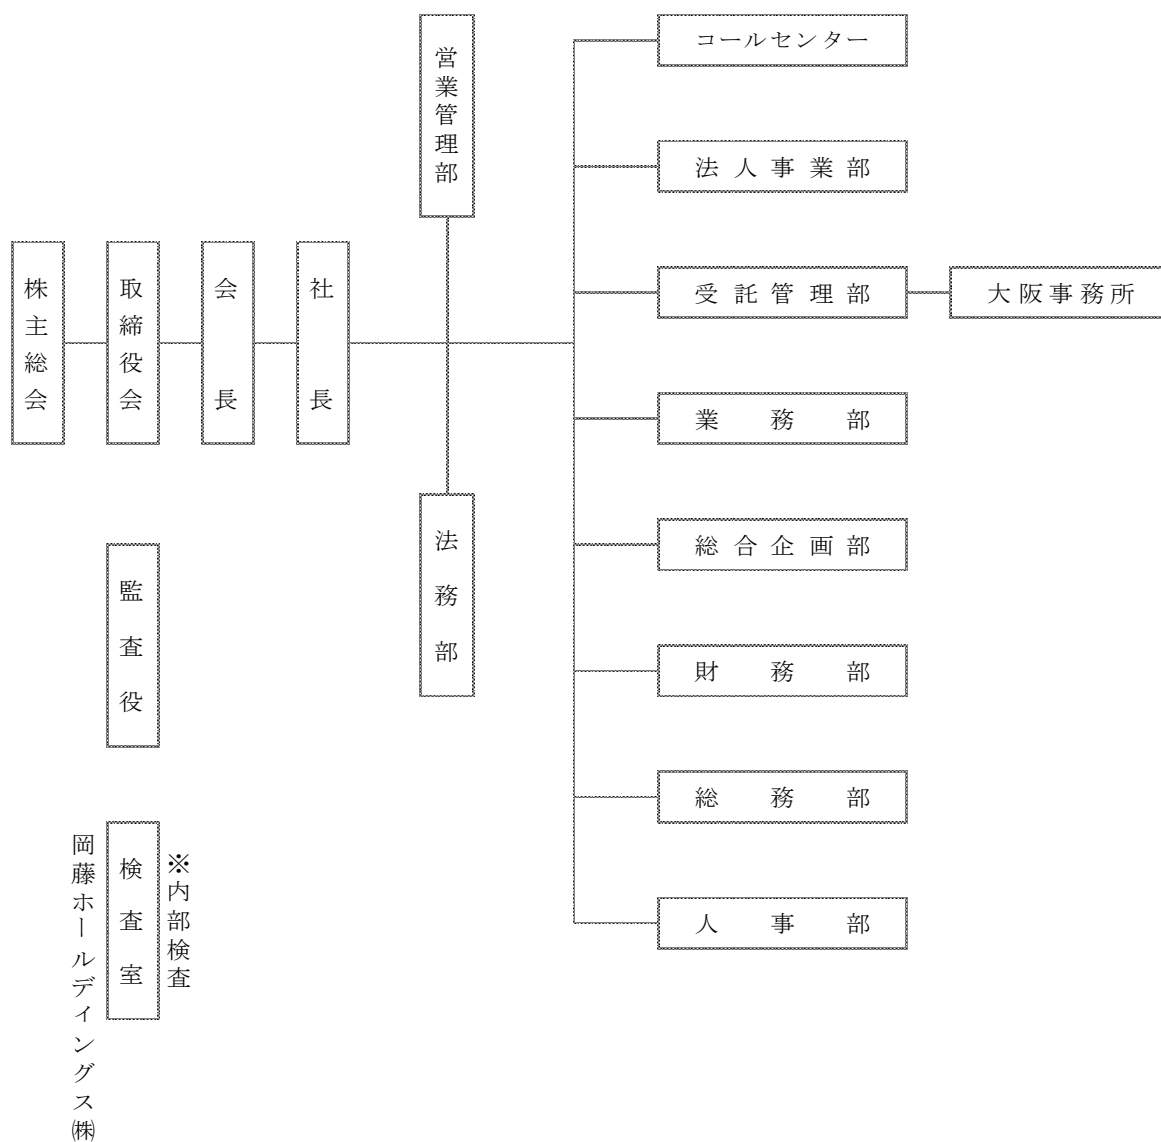 株主総会
取締役会
会長
社長
営業管理部
法務部
コールセンター
法人事業部
受託管理部
大阪事務所
業務部
総合企画部
財務部
総務部
人事部
監査役
※内部検査
検査室
岡藤ホールディングス㈱